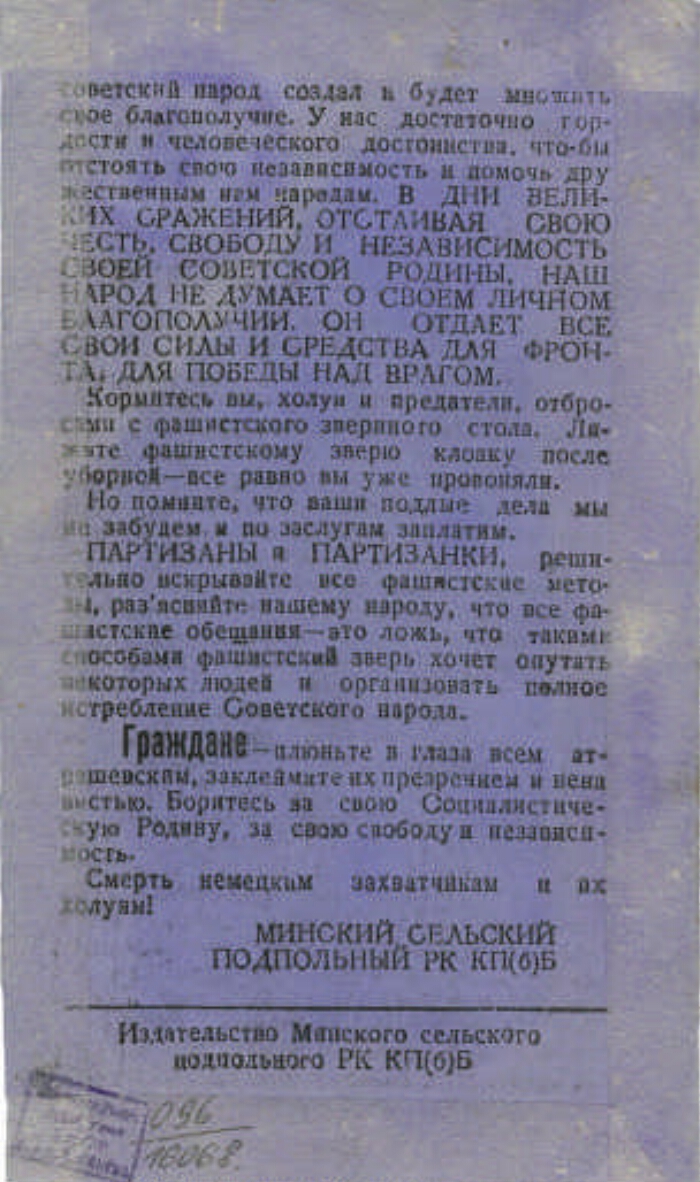 советский народ создал и будет множить
свое благополучие. У нас достаточно гор-
дости и человеческого достоинства, что-бы
отстоять свою независимость и помочь дру
жественным нам народам. В ДНИ ВЕЛИ-
КИХ СРАЖЕНИЙ, ОТСТАИВАЯ СВОЮ
ЧЕСТЬ, СВОБОДУ И НЕЗАВИСИМОСТЬ
СВОЕЙ СОВЕТСКОЙ РОДИНЫ, НАШ
НАРОД НЕ ДУМАЕТ О СВОЕМ ЛИЧНОМ
БЛАГОПОЛУЧИИ. ОН ОТДАЕТ ВСЕ
СВОИ СИЛЫ И СРЕДСТВА ДЛЯ ФРОН-
ТА, ДЛЯ ПОБЕДЫ НАД ВРАГОМ.
Кормитесь вы, холуи и предатели, отбро-
сами с фашистского звериного стола. Ли-
жите фашистскому зверю клоаку после
уборной—все равно вы уже провоняли.
Но помните, что ваши подлые дела мы
не забудем и по заслугам заплатим.
ПАРТИЗАНЫ и ПАРТИЗАНКИ, реши-
тельно вскрывайте все фашистские мето-
ды, раз'ясняйте нашему народу, что все фа-
шистские обещания—это ложь, что такими
способами фашистский зверь хочет опутать
некоторых людей и организовать полное
истребление Советского народа.
Граждане—плюньте в глаза всем ат-
рашевским, заклеймите их презрением и нена
вистью. Боритесь за свою Социалистиче-
скую Родину, за свою свободу и независи-
мость.
Смерть немецким захватчикам и их
холуям!
МИНСКИЙ СЕЛЬСКИЙ
ПОДПОЛЬНЫЙ РК КП(б)Б
Издательство Минского сельского
подпольного РК КП(б)Б
096
16068.